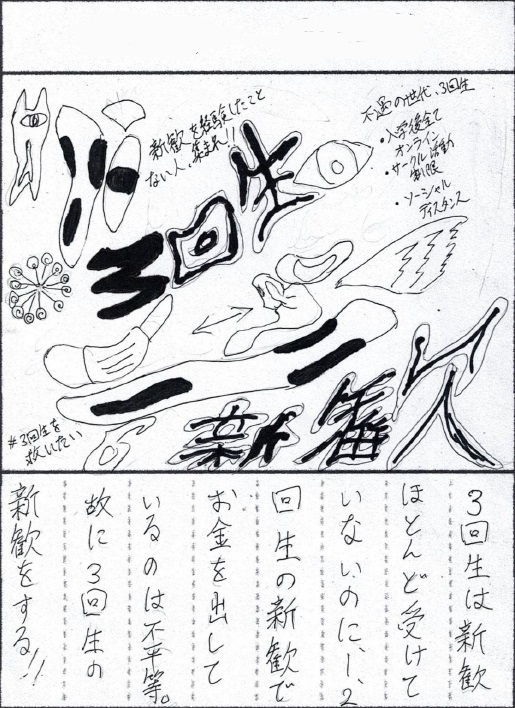 新歓を経験したこと
ない人、集まれ!!
不遇の世代、3回生
・入学後全て
オンライン
・サークル活動
制限
・ソーシャル
ディスタンス
3回生
新歓
#3回生を
救いたい
3回生は新歓
ほとんど受けて
いないのに、1、2
回生の新歓で
お金を出して
いるのは不平等。
故に3回生の
新歓をする!!